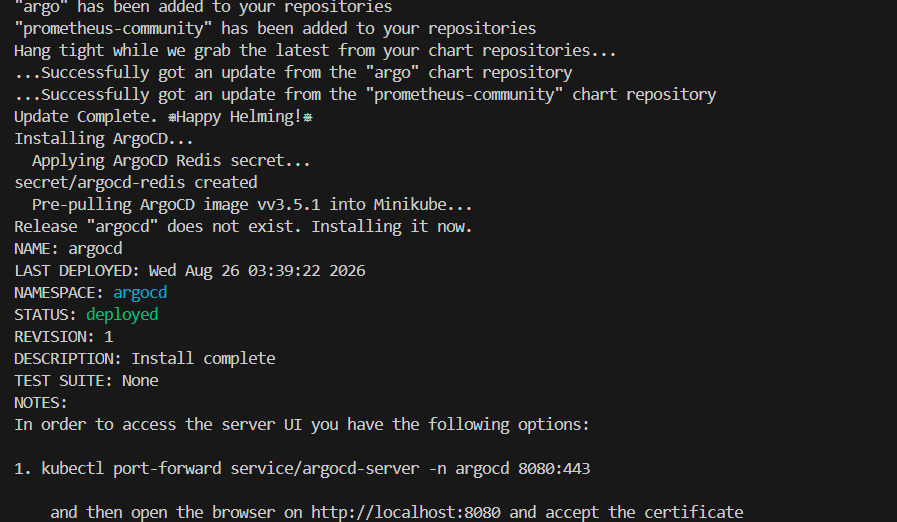 "argo" has been added to your repositories
"prometheus-community" has been added to your repositories
Hang tight while we grab the latest from your chart repositories...
...Successfully got an update from the "argo" chart repository
...Successfully got an update from the "prometheus-community" chart repository
Update Complete. ⎈Happy Helming!⎈
Installing ArgoCD...
  Applying ArgoCD Redis secret...
secret/argocd-redis created
  Pre-pulling ArgoCD image vv3.5.1 into Minikube...
Release "argocd" does not exist. Installing it now.
NAME: argocd
LAST DEPLOYED: Wed Aug 26 03:39:22 2026
NAMESPACE: argocd
STATUS: deployed
REVISION: 1
DESCRIPTION: Install complete
TEST SUITE: None
NOTES:
In order to access the server UI you have the following options:
1. kubectl port-forward service/argocd-server -n argocd 8080:443
    and then open the browser on http://localhost:8080 and accept the certificate